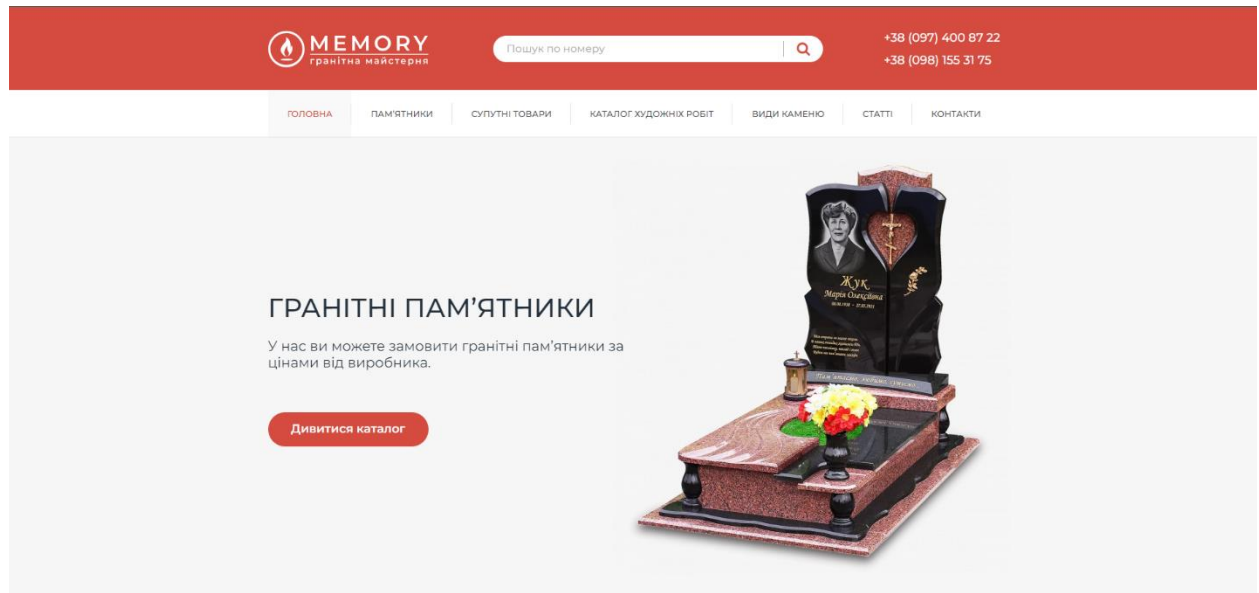 MEMORY
гранітна майстерня
Пошук по номеру
+38 (097) 400 87 22
+38 (098) 155 31 75
ГОЛОВНА
ПАМ'ЯТНИКИ
СУПУТНІ ТОВАРИ
КАТАЛОГ ХУДОЖНІХ РОБІТ
ВИДИ КАМЕНЮ
СТАТТІ
КОНТАКТИ
ГРАНІТНІ ПАМ’ЯТНИКИ
У нас ви можете замовити гранітні пам’ятники за
цінами від виробника.
Дивитися каталог
Жук
Марія Олексіївна